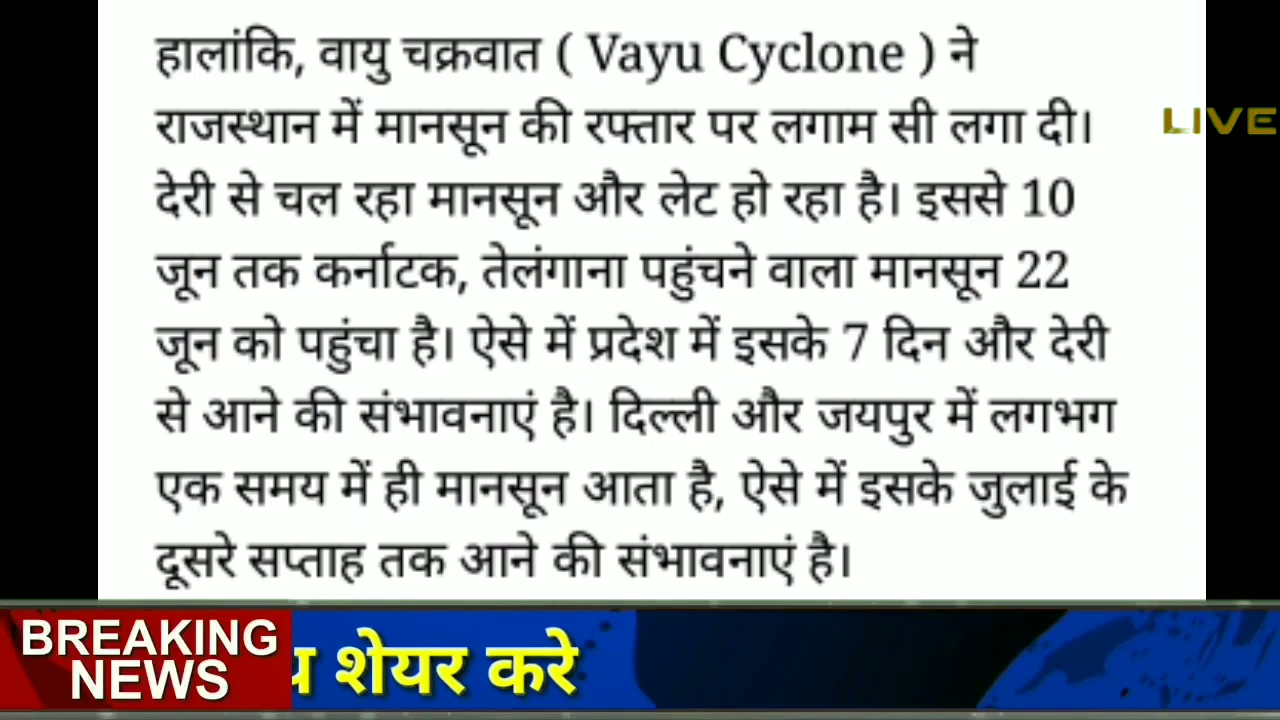 हालांकि, वायु चक्रवात ( Vayu Cyclone ) ने
राजस्थान में मानसून की रफ्तार पर लगाम सी लगा दी।
देरी से चल रहा मानसून और लेट हो रहा है। इससे 10
जून तक कर्नाटक, तेलंगाना पहुंचने वाला मानसून 22
जून को पहुंचा है। ऐसे में प्रदेश में इसके 7 दिन और देरी
से आने की संभावनाएं है। दिल्ली और जयपुर में लगभग
एक समय में ही मानसून आता है, ऐसे में इसके जुलाई के
दूसरे सप्ताह तक आने की संभावनाएं है।
LIVE
BREAKING
NEWS
शेयर करे